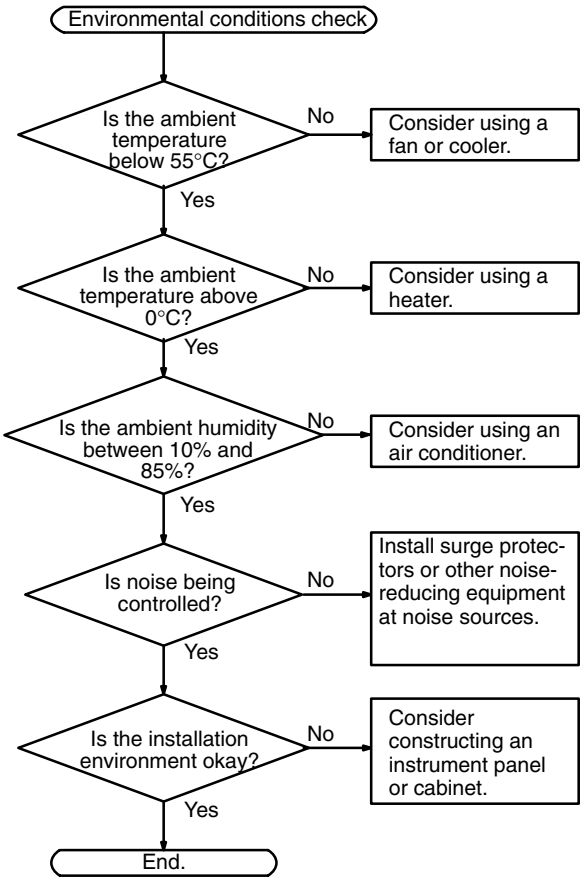 Environmental conditions check
Is the ambient
temperature
below 55°C?
No
Consider using a
fan or cooler.
Yes
Is the ambient
temperature above
0°C?
No
Consider using a
heater.
Yes
Is the ambient humidity
between 10% and
85%?
No
Consider using an
air conditioner.
Yes
Is noise being
controlled?
No
Install surge protec-
tors or other noise-
reducing equipment
at noise sources.
Yes
Is the installation
environment okay?
No
Consider
constructing an
instrument panel
or cabinet.
Yes
End.